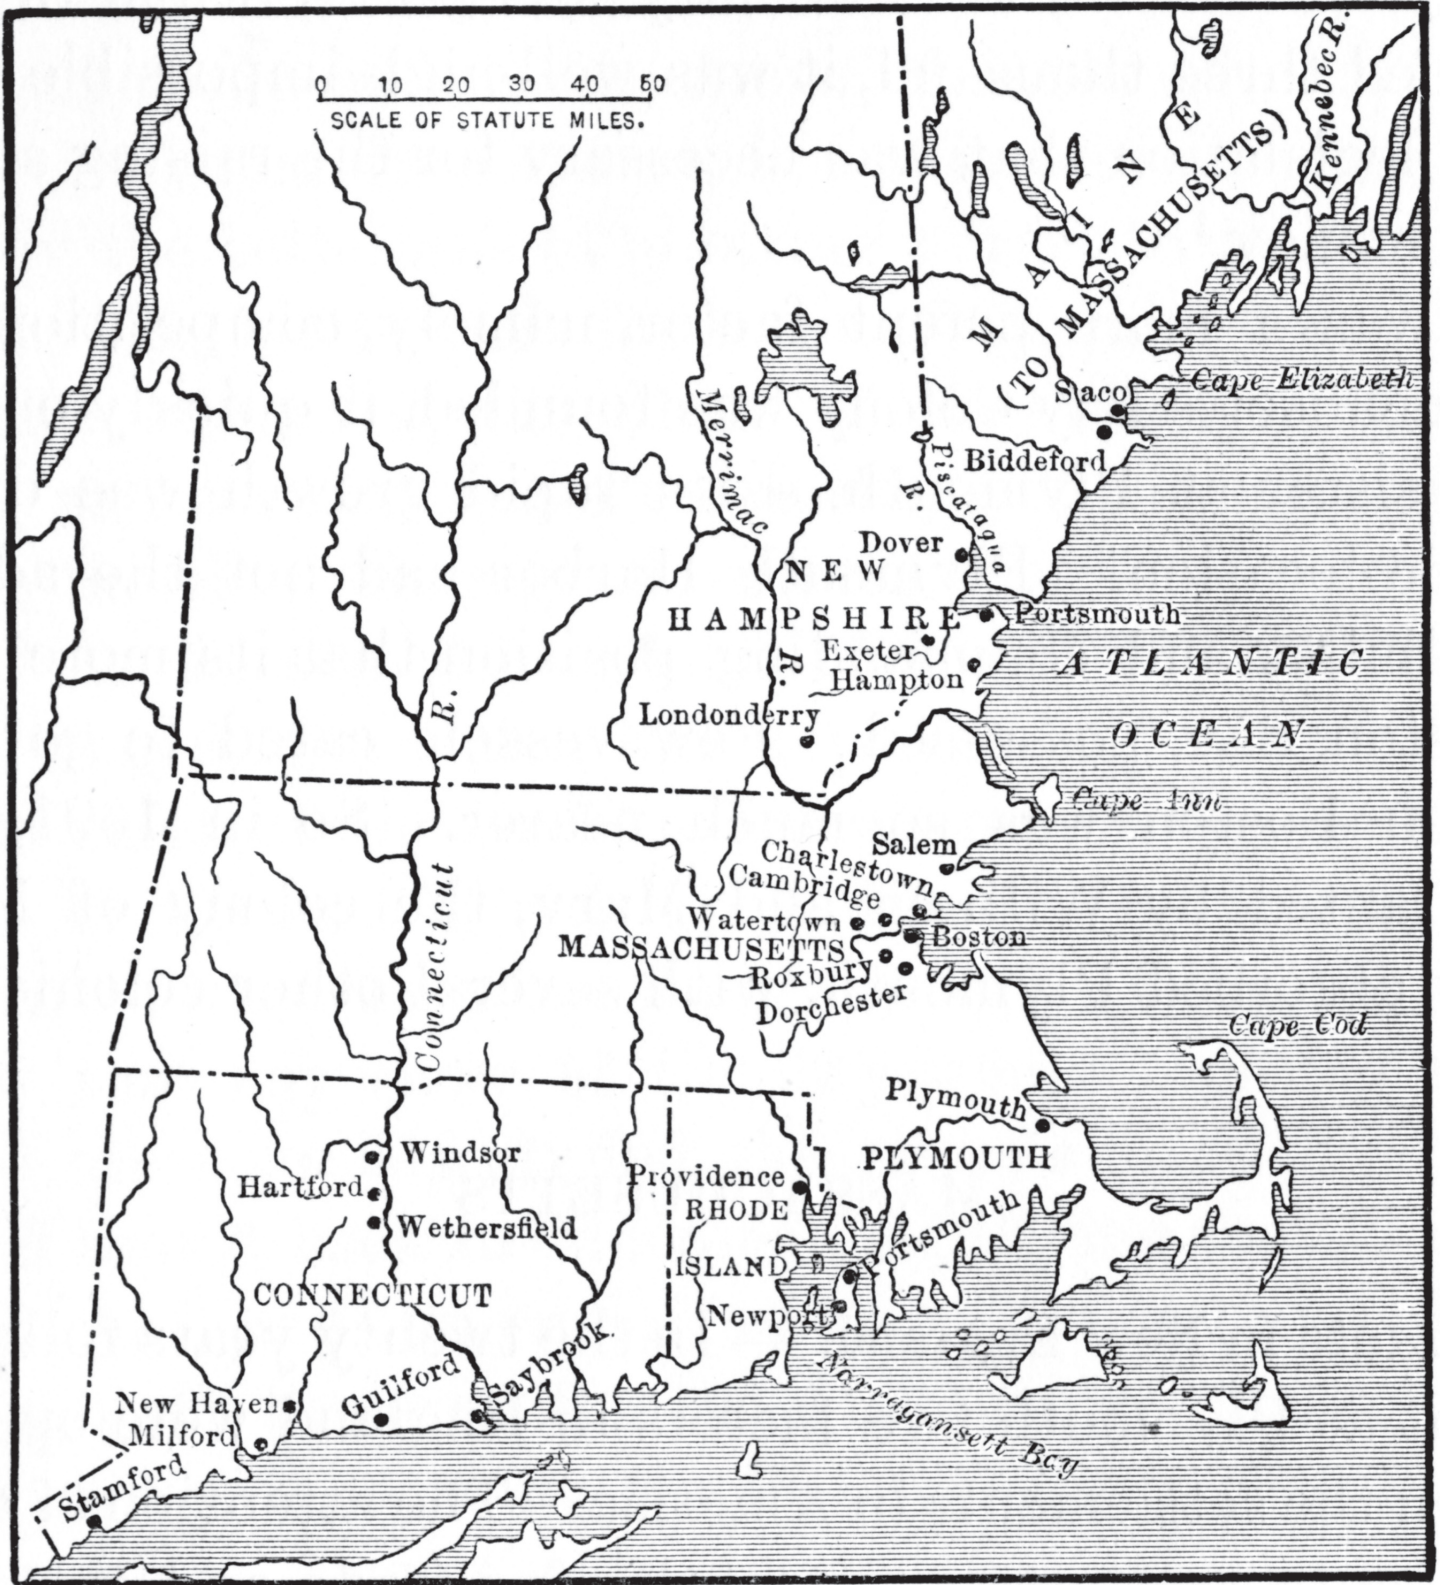 0 10 20 30 40 50
SCALE OF STATUTE MILES.
Kennebec R.
MAINE
(TO MASSACHUSETTS)
Cape Elizabeth
Saco
Biddeford
Merrimac
R.
Piscataqua
R.
Dover
NEW
HAMPSHIRE
Portsmouth
Exeter
Hampton
ATLANTIC
OCEAN
Londonderry
R.
Cape Ann
Salem
Charlestown
Cambridge
Watertown
Boston
MASSACHUSETTS
Roxbury
Dorchester
Connecticut
Cape Cod
Plymouth
PLYMOUTH
Windsor
Hartford
Wethersfield
Providence
RHODE
ISLAND
Portsmouth
Newport
CONNECTICUT
Narragansett Bay
Saybrook
Guilford
New Haven
Milford
Stamford